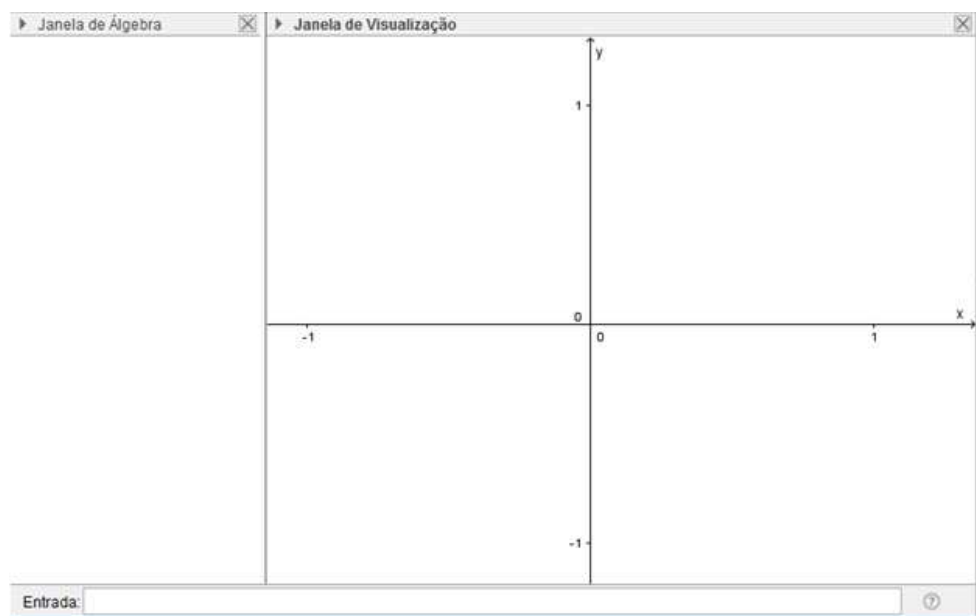 Janela de Álgebra
Janela de Visualização
y
1
0
x
-1
0
1
-1
Entrada: